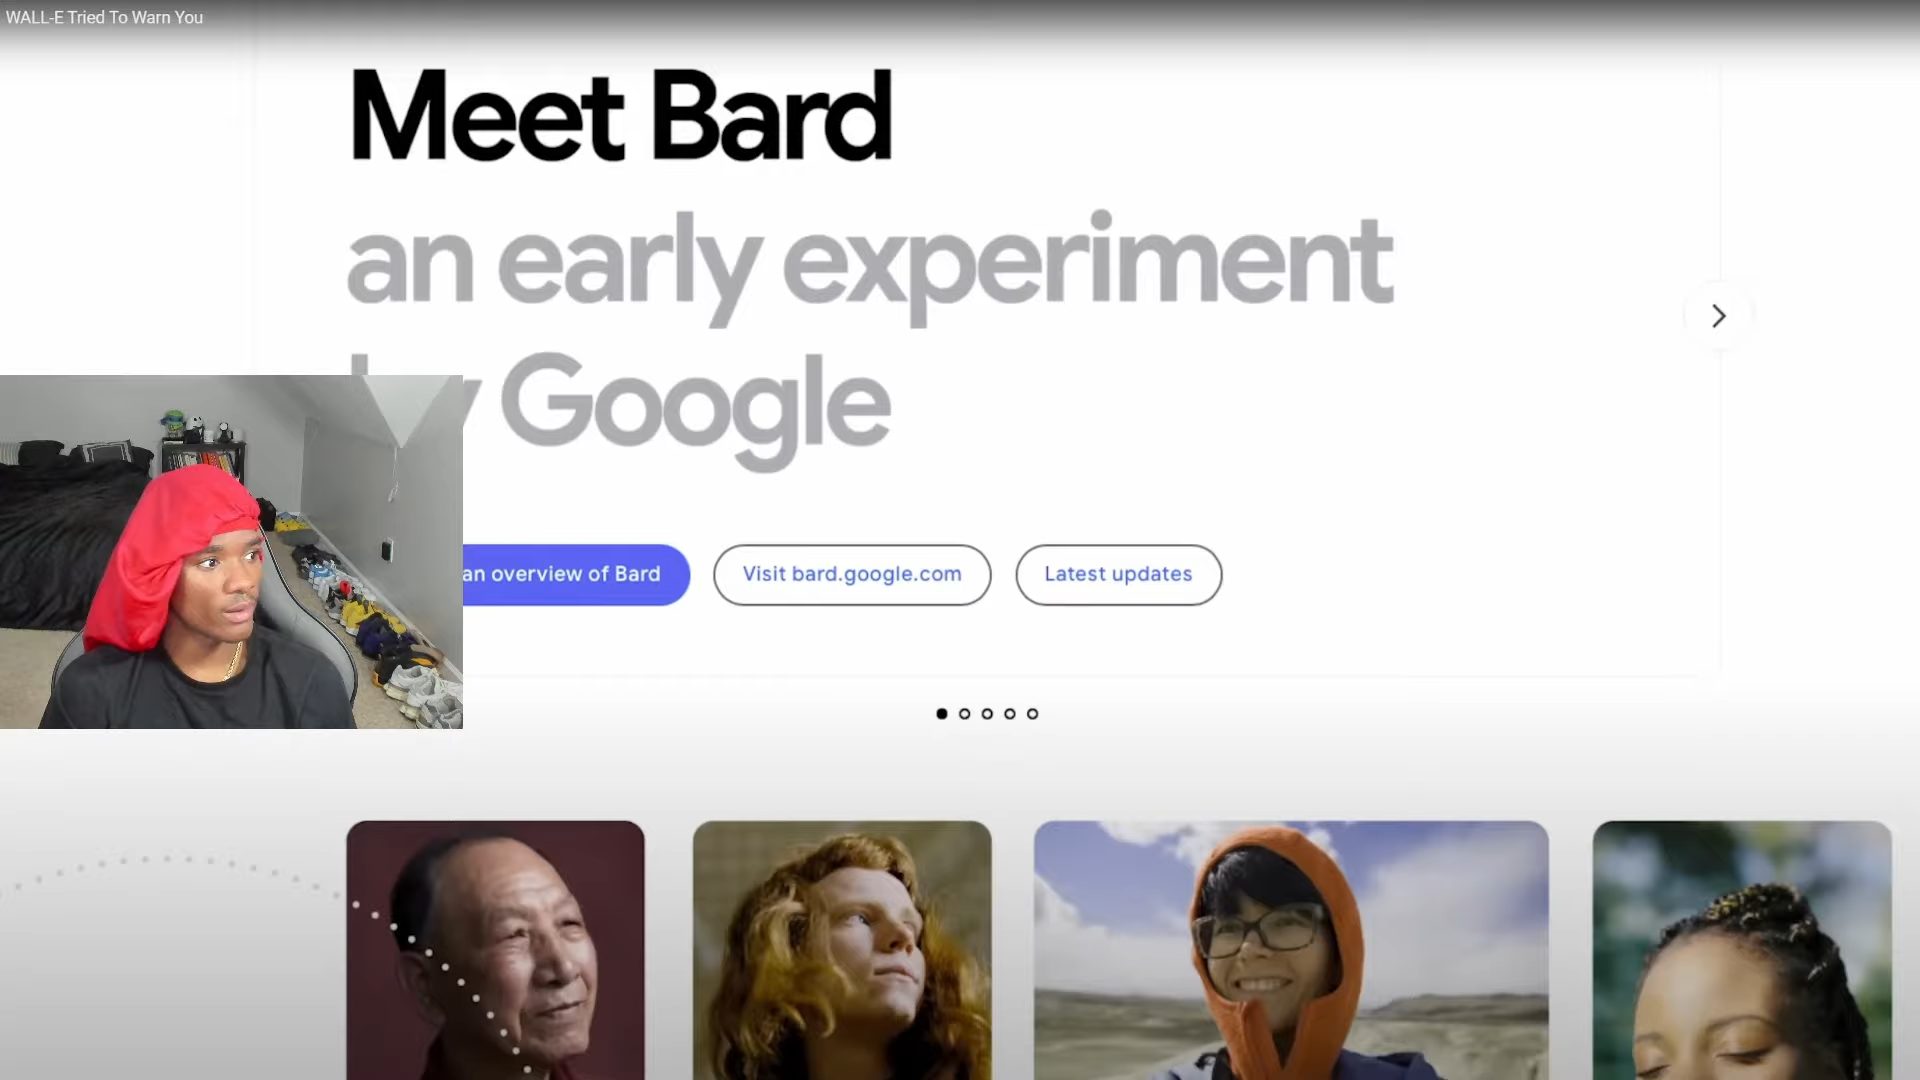 WALL-E Tried To Warn You
Meet Bard
an early experiment
Google
an overview of Bard
Visit bard.google.com
Latest updates